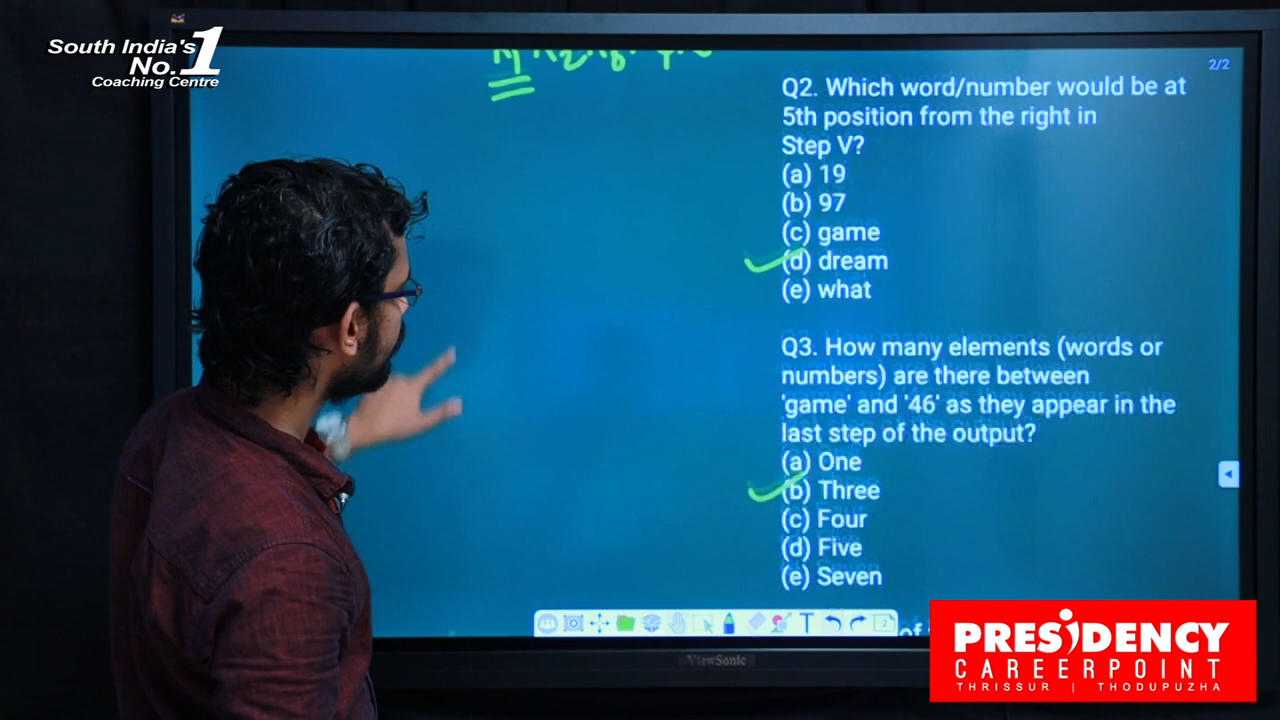 South India's
No.1
Coaching Centre
2/2
Q2. Which word/number would be at
5th position from the right in
Step V?
(a) 19
(b) 97
(c) game
(d) dream
(e) what
Q3. How many elements (words or
numbers) are there between
'game' and '46' as they appear in the
last step of the output?
(a) One
(b) Three
(c) Four
(d) Five
(e) Seven
of
ViewSonic
PRESiDENCY
CAREERPOINT
THRISSUR | THODUPUZHA